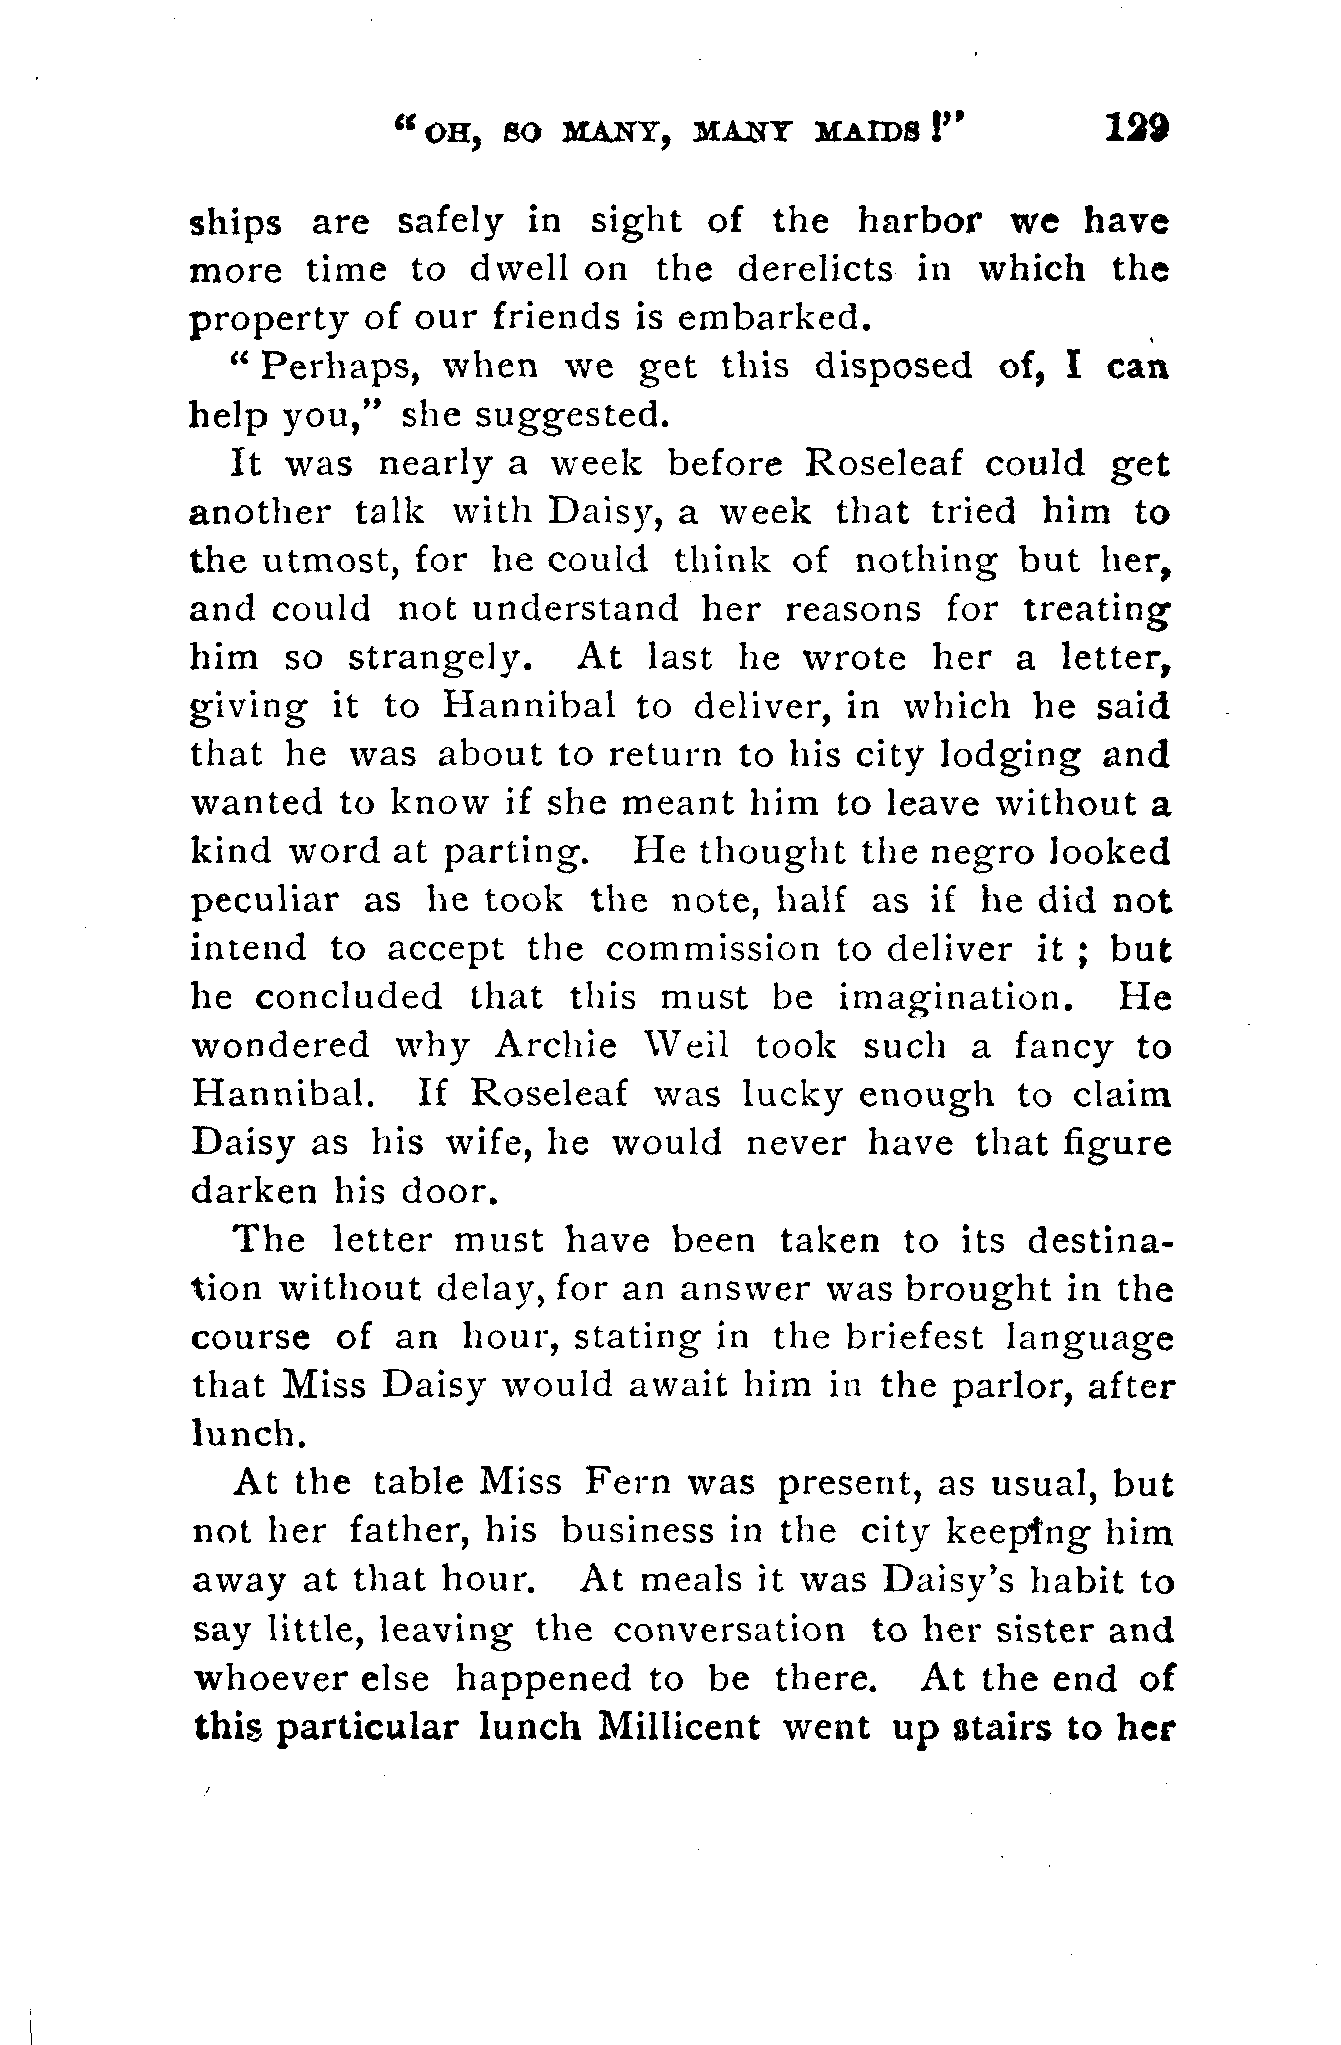 "OH, SO MANY, MANY MAIDS!" 129
ships are safely in sight of the harbor we have
more time to dwell on the derelicts in which the
property of our friends is embarked.
"Perhaps, when we get this disposed of, I can
help you," she suggested.
It was nearly a week before Roseleaf could get
another talk with Daisy, a week that tried him to
the utmost, for he could think of nothing but her,
and could not understand her reasons for treating
him so strangely. At last he wrote her a letter,
giving it to Hannibal to deliver, in which he said
that he was about to return to his city lodging and
wanted to know if she meant him to leave without a
kind word at parting. He thought the negro looked
peculiar as he took the note, half as if he did not
intend to accept the commission to deliver it ; but
he concluded that this must be imagination. He
wondered why Archie Weil took such a fancy to
Hannibal. If Roseleaf was lucky enough to claim
Daisy as his wife, he would never have that figure
darken his door.
The letter must have been taken to its destina-
tion without delay, for an answer was brought in the
course of an hour, stating in the briefest language
that Miss Daisy would await him in the parlor, after
lunch.
At the table Miss Fern was present, as usual, but
not her father, his business in the city keeping him
away at that hour. At meals it was Daisy's habit to
say little, leaving the conversation to her sister and
whoever else happened to be there. At the end of
this particular lunch Millicent went up stairs to her